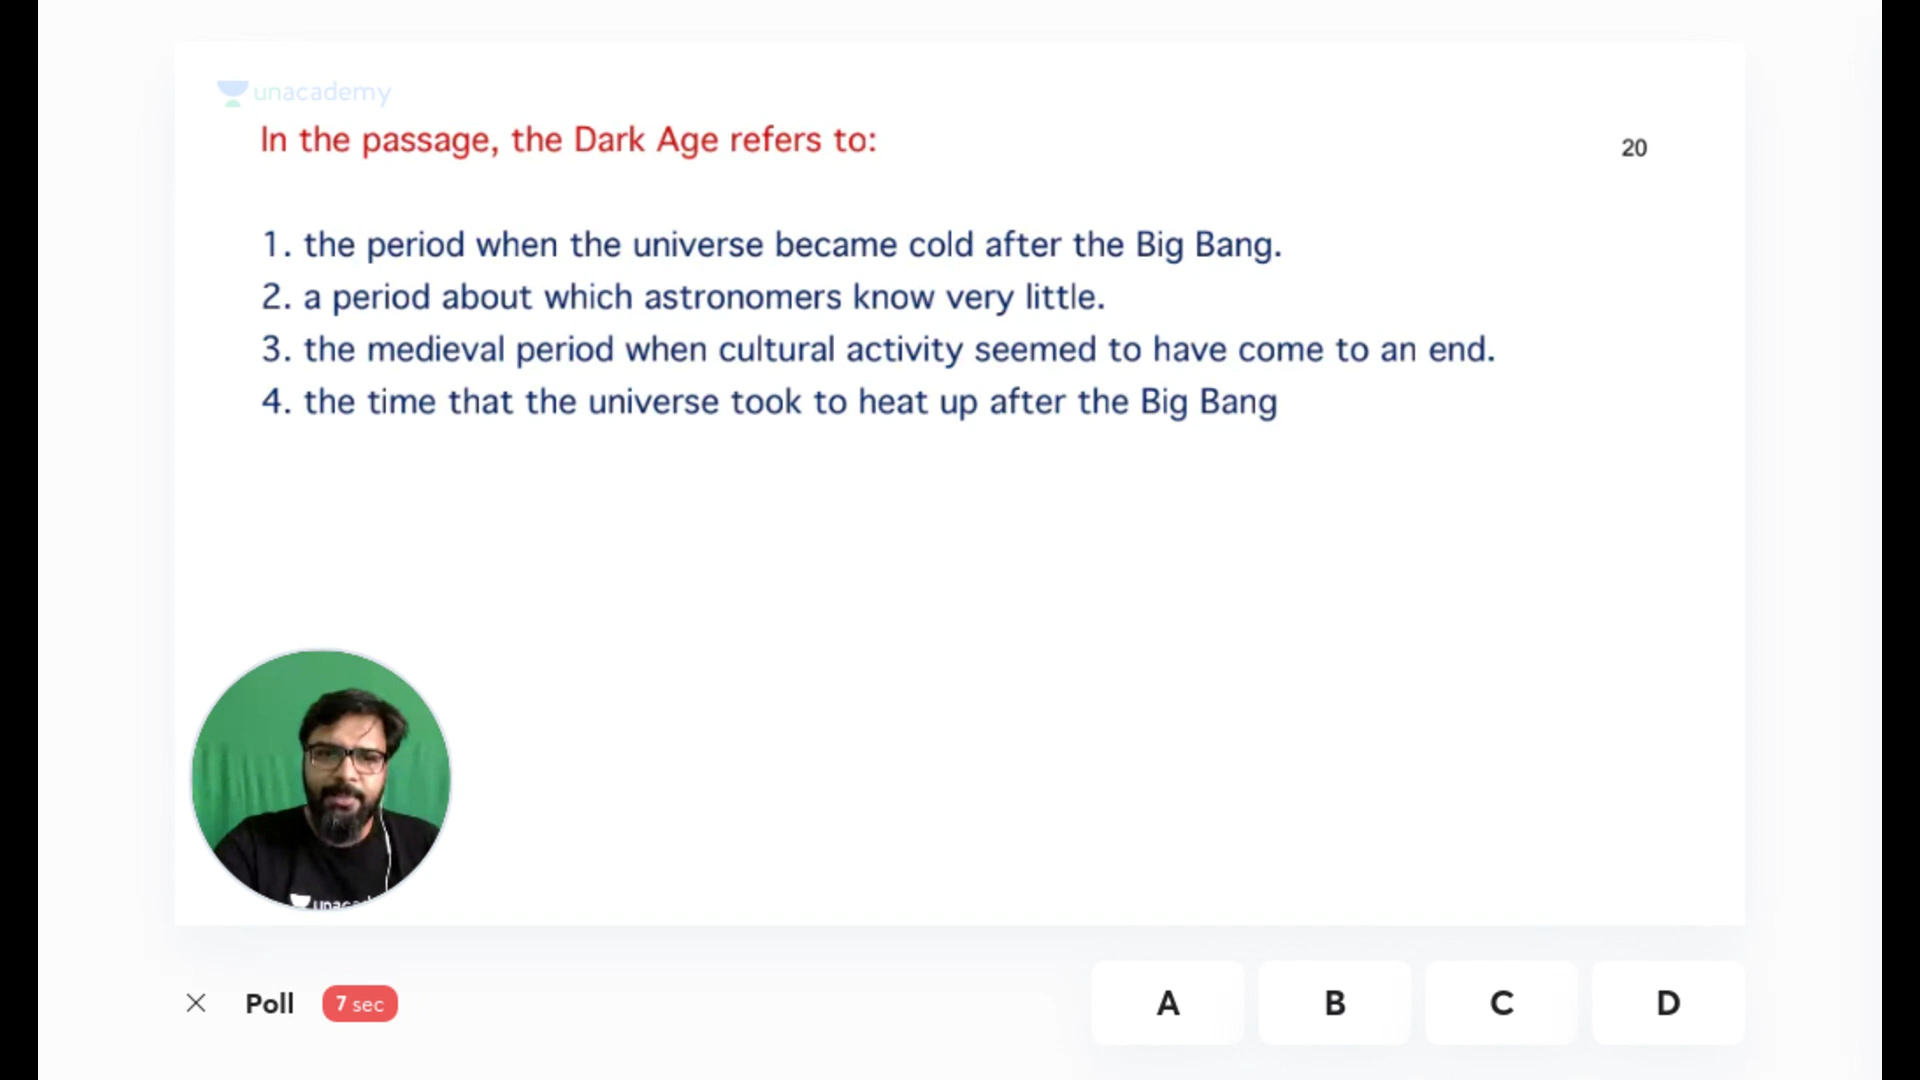 unacademy
In the passage, the Dark Age refers to:
20
1. the period when the universe became cold after the Big Bang.
2. a period about which astronomers know very little.
3. the medieval period when cultural activity seemed to have come to an end.
4. the time that the universe took to heat up after the Big Bang
Poll 7 sec A B C D